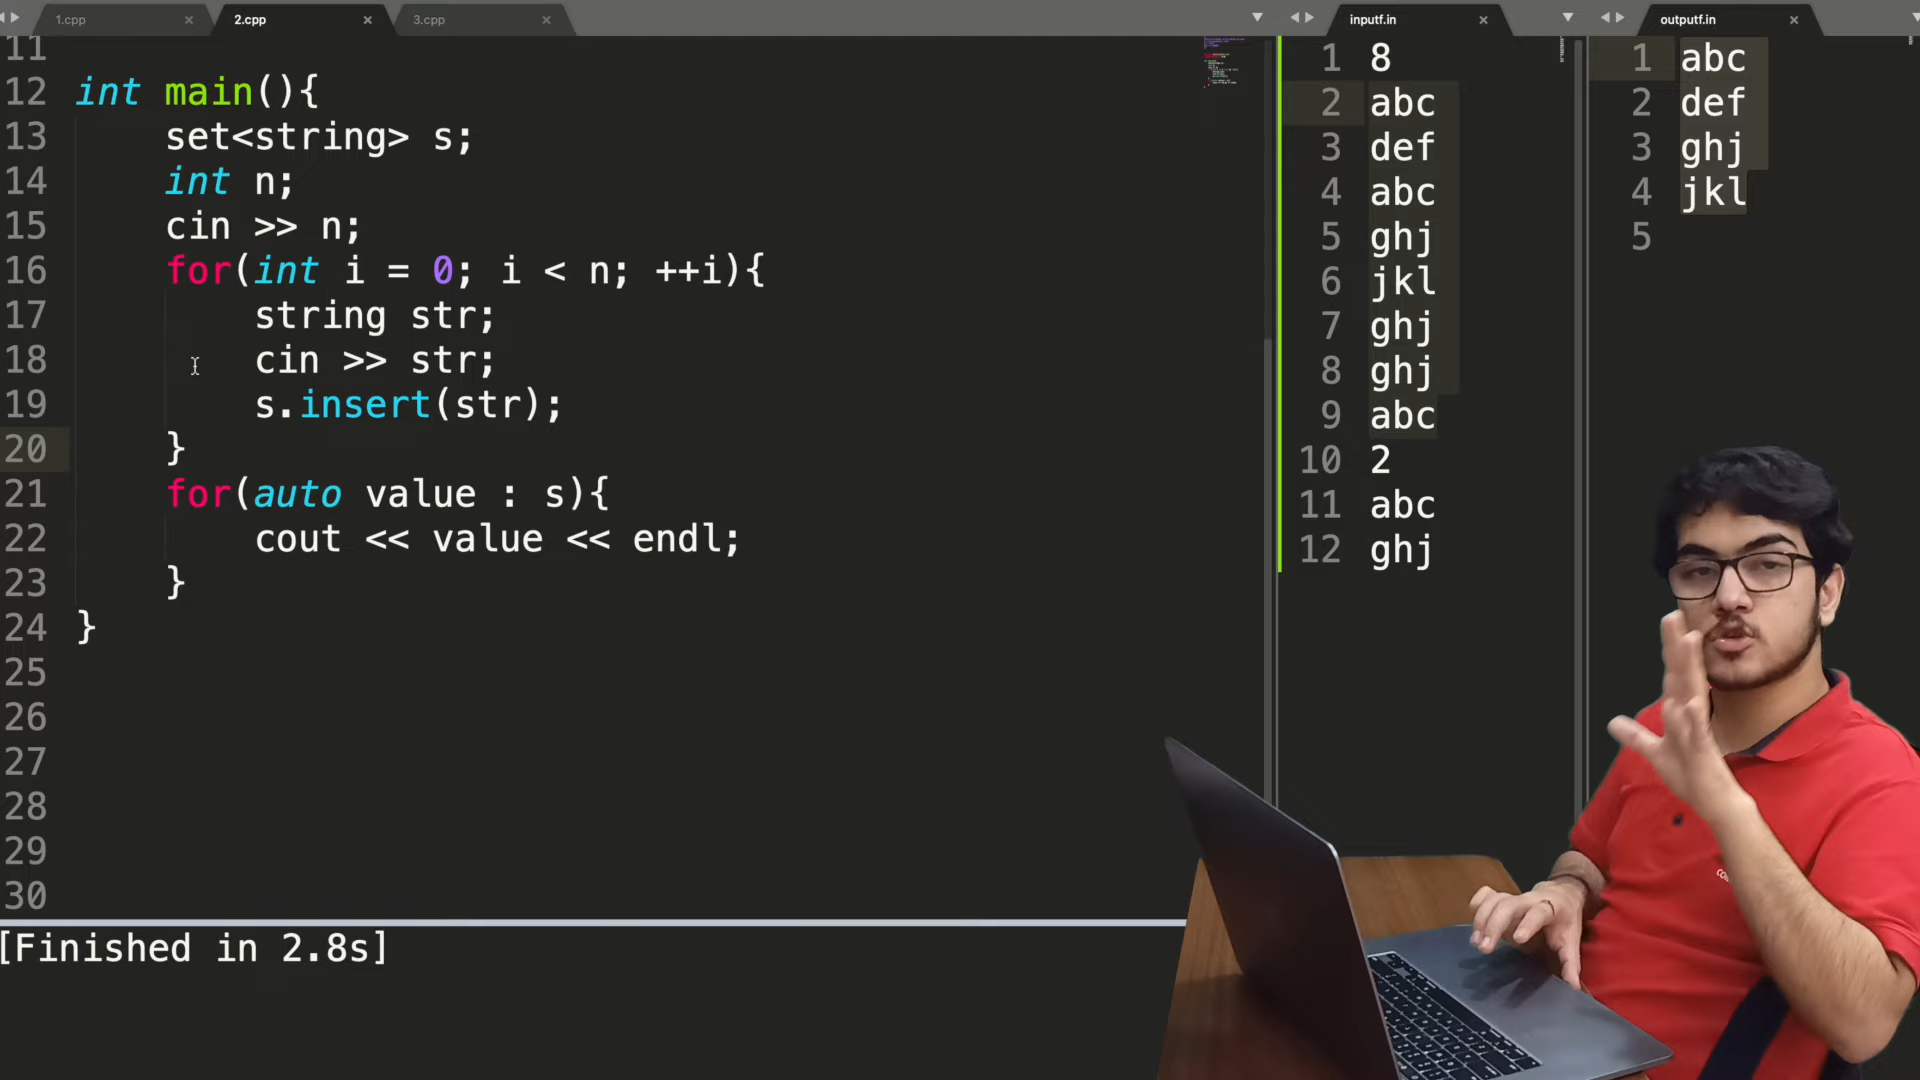 1.cpp 2.cpp 3.cpp inputf.in outputf.in
11
12 int main(){
13 set<string> s;
14 int n;
15 cin >> n;
16 for(int i = 0; i < n; ++i){
17 string str;
18 cin >> str;
19 s.insert(str);
20 }
21 for(auto value : s){
22 cout << value << endl;
23 }
24 }
25
26
27
28
29
30
[Finished in 2.8s]
1 8
2 abc
3 def
4 abc
5 ghj
6 jkl
7 ghj
8 ghj
9 abc
10 2
11 abc
12 ghj
1 abc
2 def
3 ghj
4 jkl
5